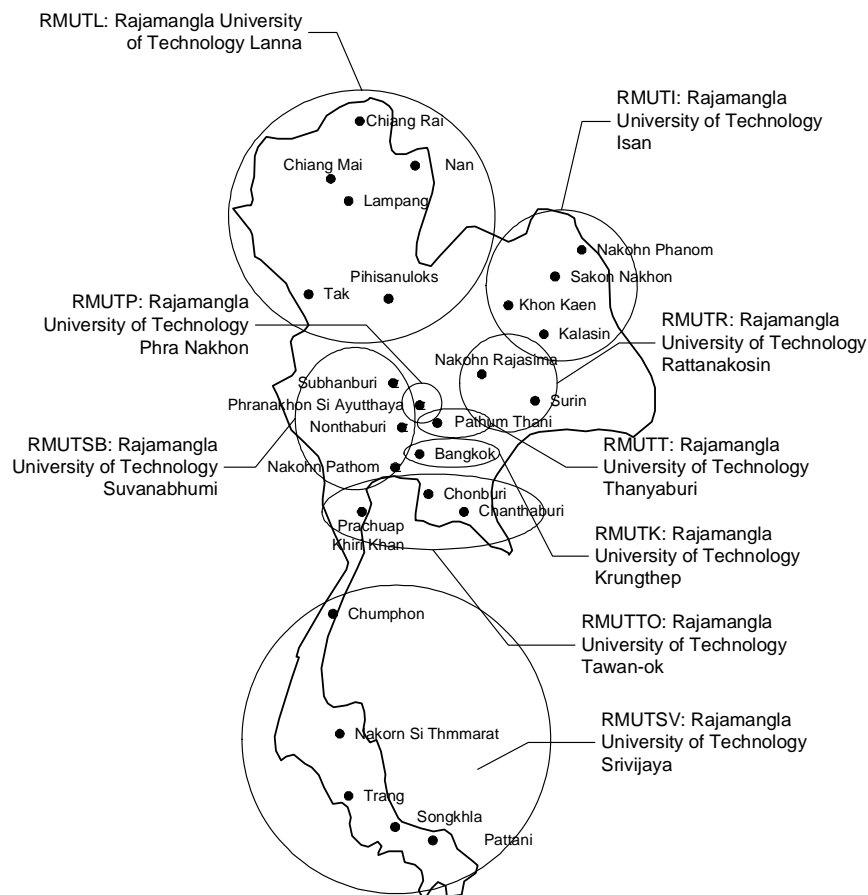 RMUTL: Rajamangla University
of Technology Lanna
RMUTI: Rajamangla
University of Technology
Isan
Chiang Rai
Chiang Mai
Nan
Lampang
Nakohn Phanom
Sakon Nakhon
Pihisanuloks
Tak
Khon Kaen
Kalasin
RMUTP: Rajamangla
University of Technology
Phra Nakhon
RMUTR: Rajamangla
University of Technology
Rattanakosin
Nakohn Rajasima
Subhanburi
Surin
Phranakhon Si Ayutthaya
Pathum Thani
Nonthaburi
RMUTSB: Rajamangla
University of Technology
Suvanabhumi
RMUTT: Rajamangla
University of Technology
Thanyaburi
Bangkok
Nakohn Pathom
Chonburi
Chanthaburi
Prachuap
Khiri Khan
RMUTK: Rajamangla
University of Technology
Krungthep
Chumphon
RMUTTO: Rajamangla
University of Technology
Tawan-ok
RMUTSV: Rajamangla
University of Technology
Srivijaya
Nakorn Si Thmmarat
Trang
Songkhla
Pattani